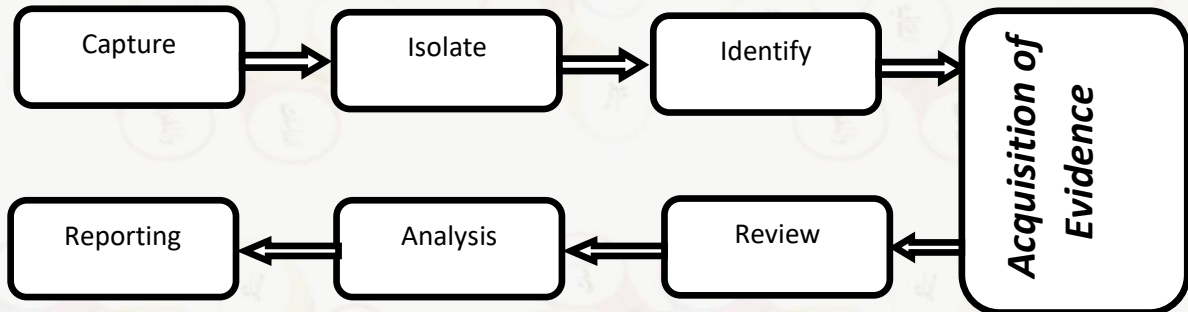 Capture
Isolate
Identify
Acquisition of
Evidence
Review
Analysis
Reporting